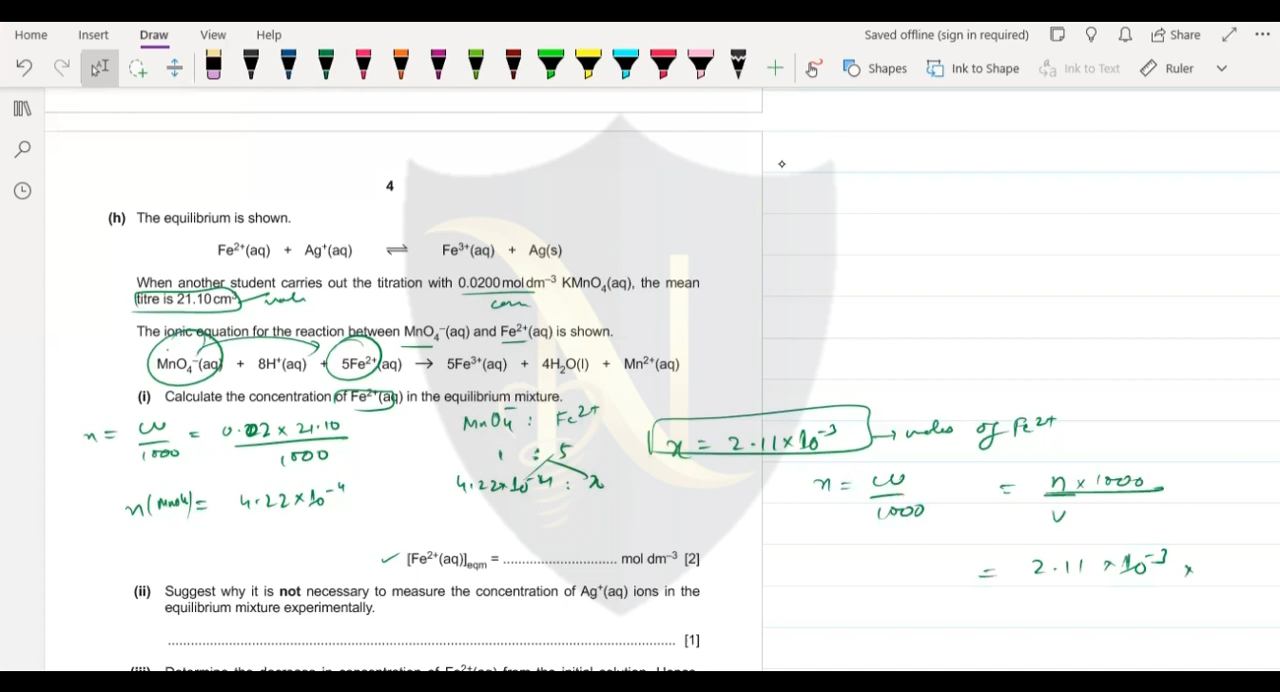 Home Insert Draw View Help Saved offline (sign in required) Share
Shapes Ink to Shape Ink to Text Ruler
4
(h) The equilibrium is shown.
Fe²⁺(aq) + Ag⁺(aq) ⇌ Fe³⁺(aq) + Ag(s)
When another student carries out the titration with 0.0200 mol dm⁻³ KMnO₄(aq), the mean
titre is 21.10 cm³
The ionic equation for the reaction between MnO₄⁻(aq) and Fe²⁺(aq) is shown.
MnO₄⁻(aq) + 8H⁺(aq) + 5Fe²⁺(aq) → 5Fe³⁺(aq) + 4H₂O(l) + Mn²⁺(aq)
(i) Calculate the concentration of Fe²⁺(aq) in the equilibrium mixture.
n = cv/1000 = 0.02 × 21.10/1000
MnO₄⁻ : Fe²⁺
1 : 5
4.22×10⁻⁴ : x
n(MnO4) = 4.22×10⁻⁴
x = 2.11×10⁻³ → moles of Fe²⁺
n = cv/1000 = n × 1000/v
= 2.11 × 10⁻³ ×
✓ [Fe²⁺(aq)]eqm = .............................. mol dm⁻³ [2]
(ii) Suggest why it is not necessary to measure the concentration of Ag⁺(aq) ions in the
equilibrium mixture experimentally.
.............................. [1]